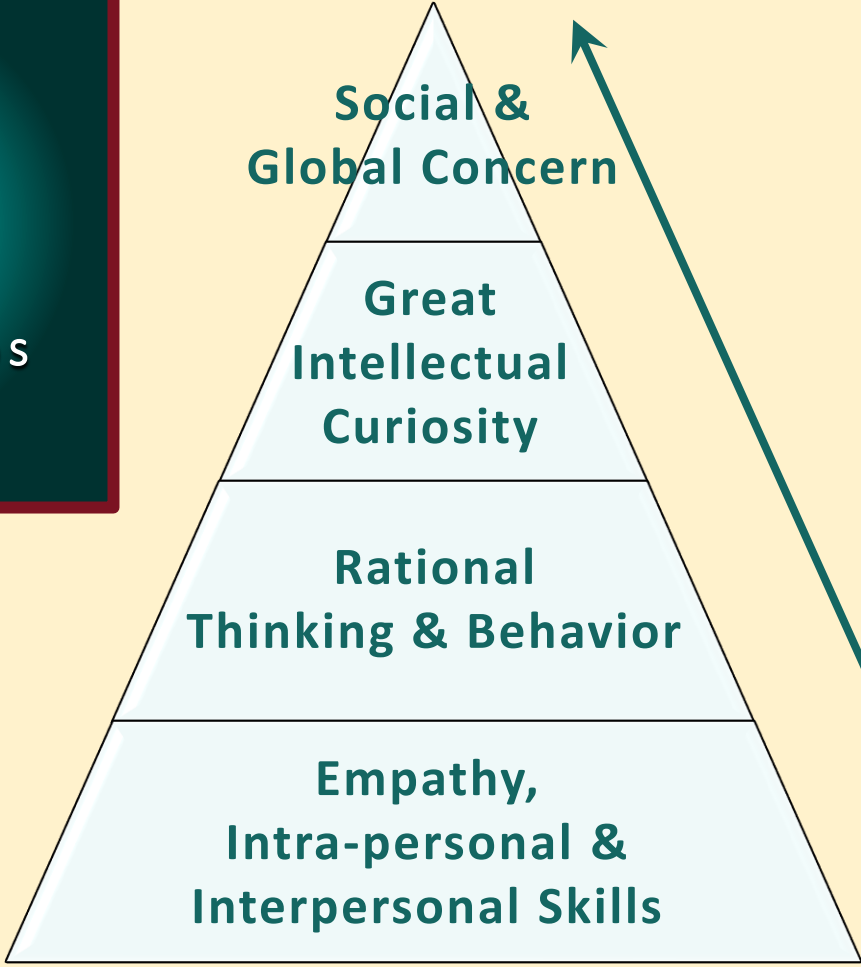 Social &
Global Concern
Great
Intellectual
Curiosity
Rational
Thinking & Behavior
Empathy,
Intra-personal &
Interpersonal Skills
s